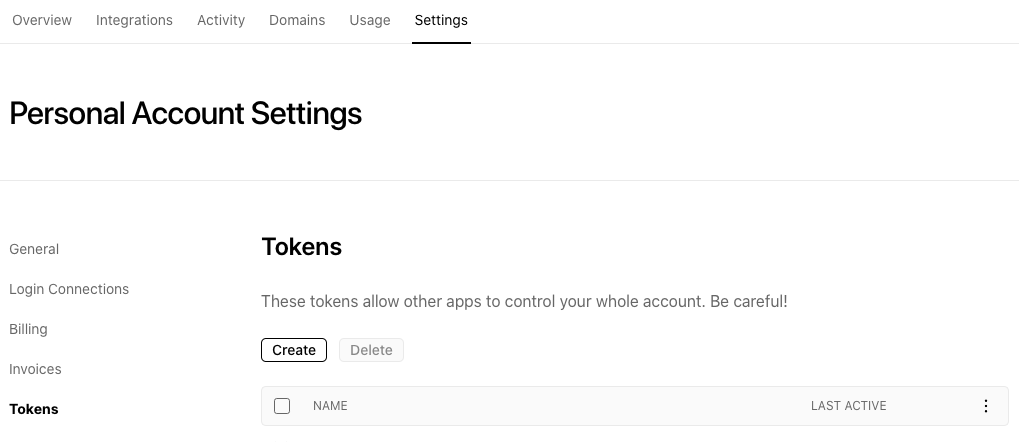 Overview Integrations Activity Domains Usage Settings
Personal Account Settings
General
Login Connections
Billing
Invoices
Tokens
Tokens
These tokens allow other apps to control your whole account. Be careful!
Create Delete
NAME LAST ACTIVE